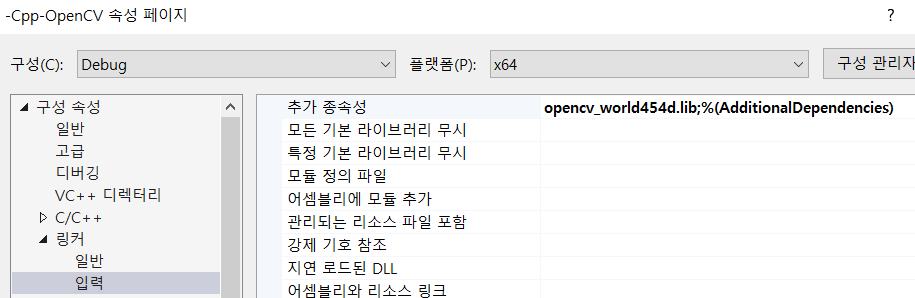 -Cpp-OpenCV 속성 페이지 ?
구성(C): Debug 플랫폼(P): x64 구성 관리자
구성 속성
일반
고급
디버깅
VC++ 디렉터리
C/C++
링커
일반
입력
추가 종속성 opencv_world454d.lib;%(AdditionalDependencies)
모든 기본 라이브러리 무시
특정 기본 라이브러리 무시
모듈 정의 파일
어셈블리에 모듈 추가
관리되는 리소스 파일 포함
강제 기호 참조
지연 로드된 DLL
어셈블리와 리소스 링크